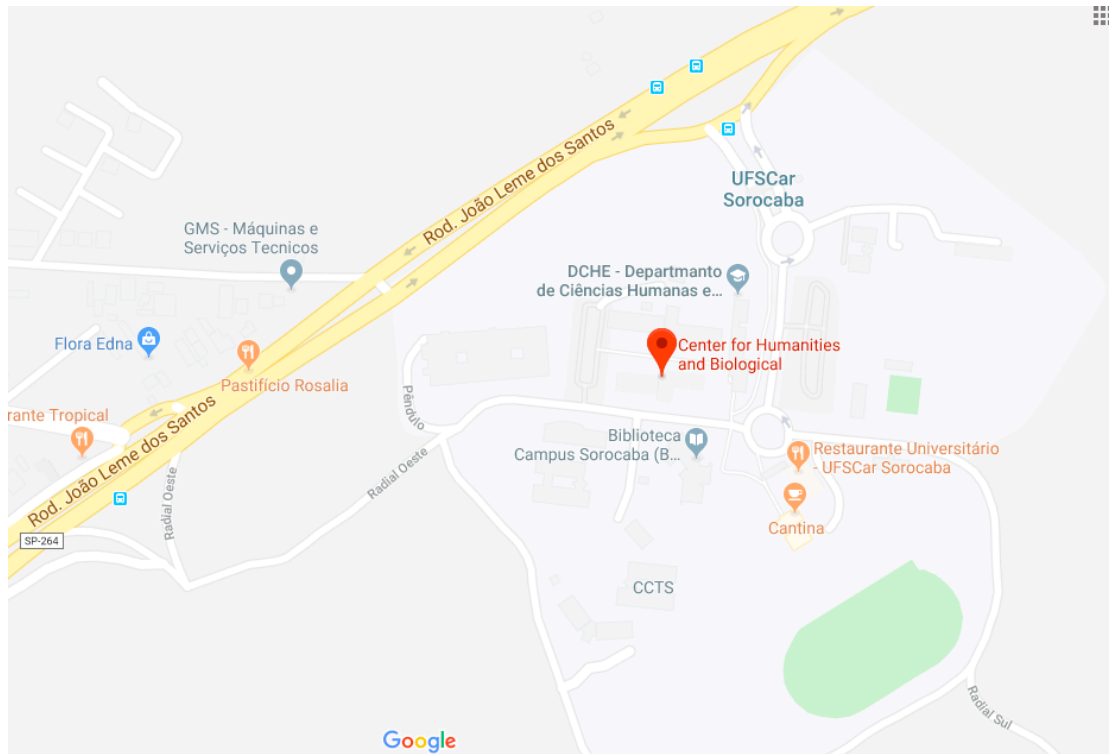 Rod. João Leme dos Santos
UFSCar
Sorocaba
GMS - Máquinas e
Serviços Tecnicos
DCHE - Departmanto
de Ciências Humanas e...
Center for Humanities
and Biological
Flora Edna
Pastifício Rosalia
Pêndulo
rante Tropical
Rod. João Leme dos Santos
Biblioteca
Campus Sorocaba (B...
Restaurante Universitário
- UFSCar Sorocaba
Radial Oeste
Radial Oeste
Cantina
SP-264
CCTS
Radial Sul
Google